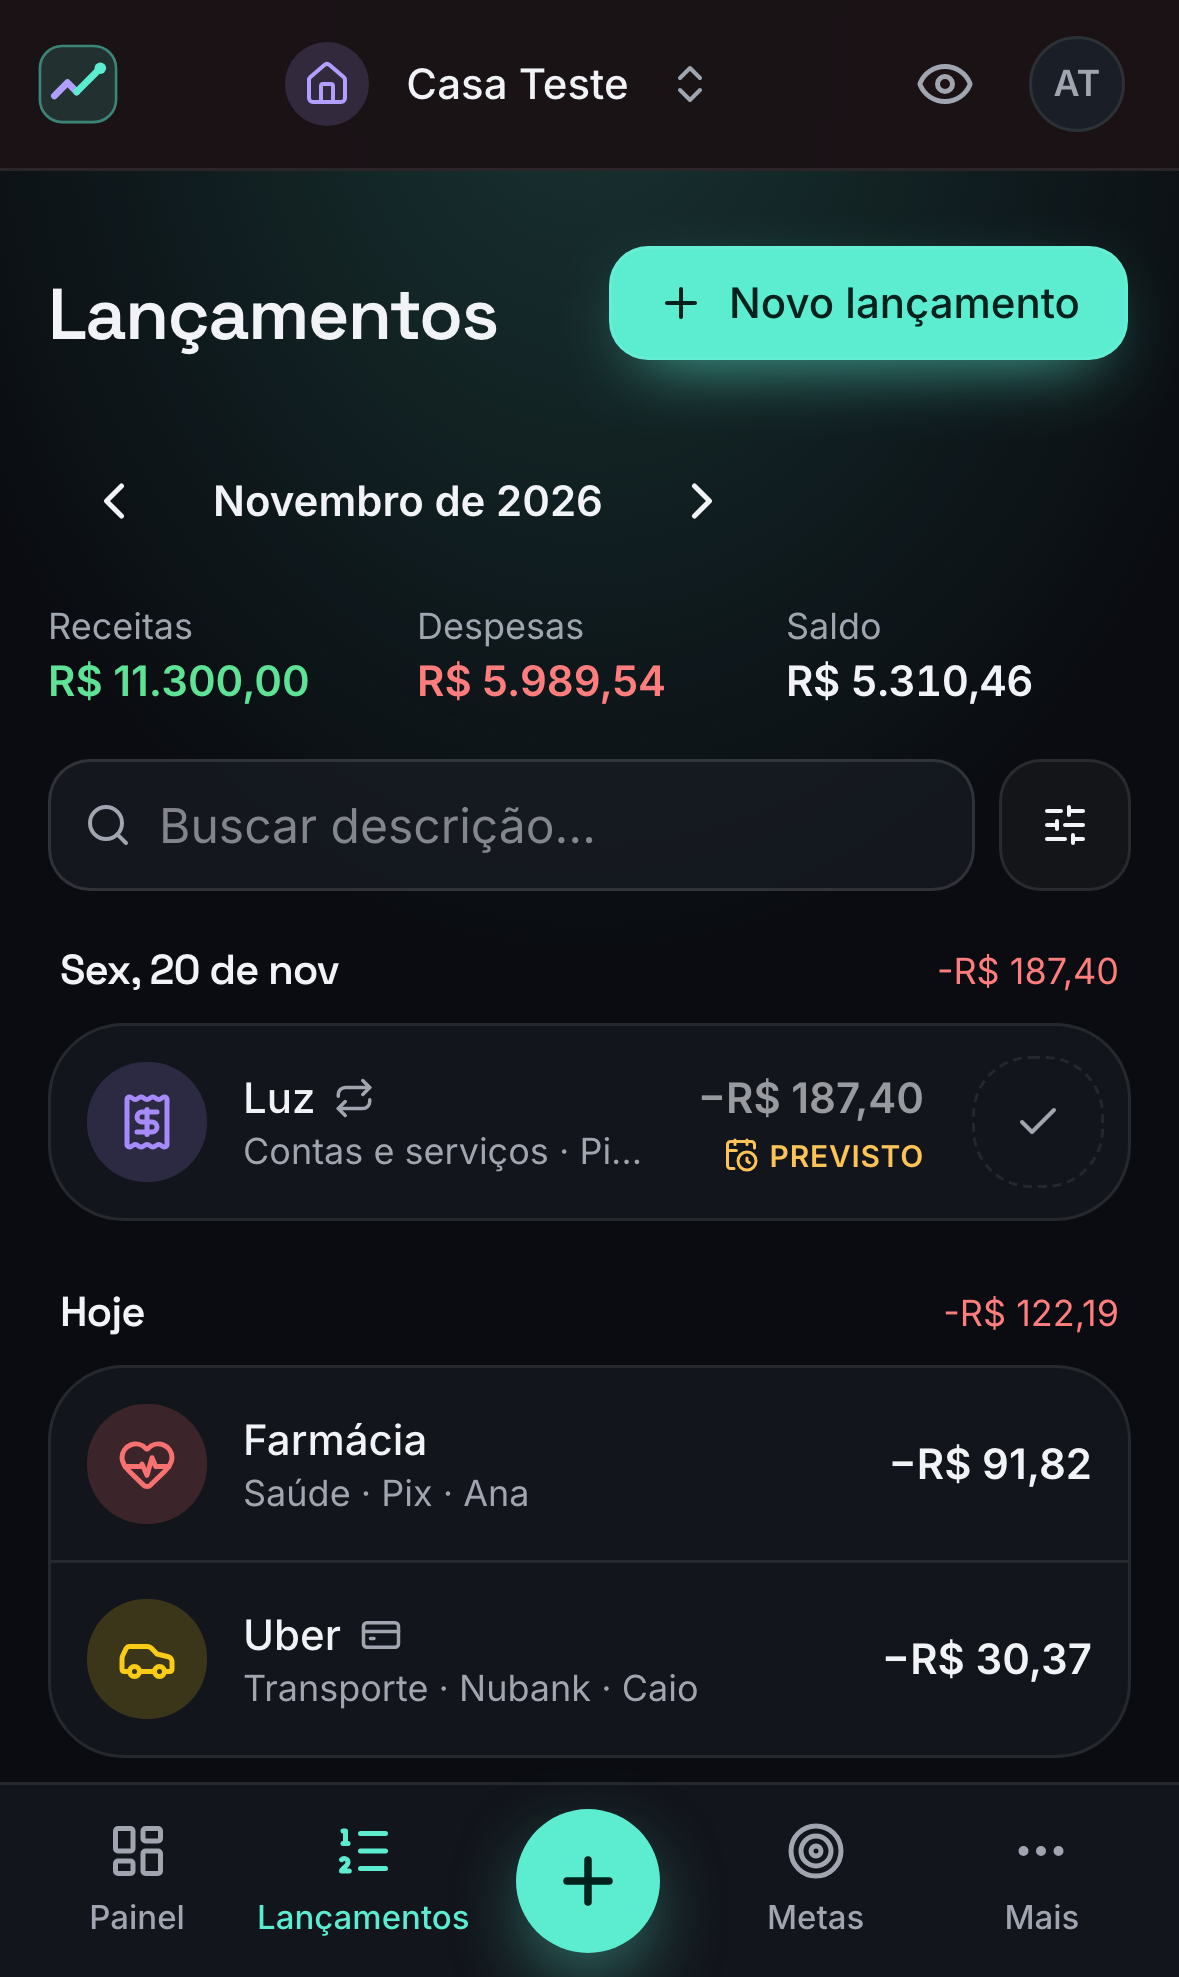 Casa Teste
AT
Lançamentos
Novo lançamento
Novembro de 2026
Receitas
R$ 11.300,00
Despesas
R$ 5.989,54
Saldo
R$ 5.310,46
Buscar descrição...
Sex, 20 de nov
-R$ 187,40
Luz
−R$ 187,40
Contas e serviços · Pi...
PREVISTO
Hoje
-R$ 122,19
Farmácia
Saúde · Pix · Ana
−R$ 91,82
Uber
Transporte · Nubank · Caio
−R$ 30,37
Painel
Lançamentos
Metas
Mais